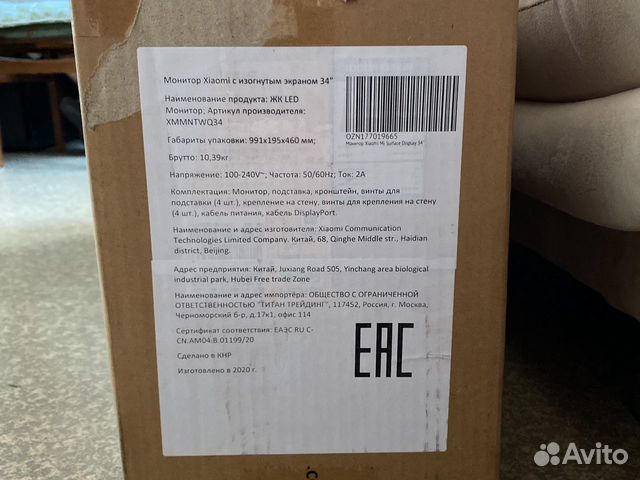 Монитор Xiaomi с изогнутым экраном 34"
Наименование продукта: ЖК LED
Монитор; Артикул производителя:
XMMNTWQ34
OZN177019665
Монитор Xiaomi Mi Surface Display 34"
Габариты упаковки: 991x195x460 мм;
Брутто: 10,39кг
Напряжение: 100-240V~; Частота: 50/60Hz; Ток: 2А
Комплектация: Монитор, подставка, кронштейн, винты для
подставки (4 шт.), крепление на стену, винты для крепления на стену
(4 шт.), кабель питания, кабель DisplayPort.
Наименование и адрес изготовителя: Xiaomi Communication
Technologies Limited Company. Китай, 68, Qinghe Middle str., Haidian
district, Beijing.
Адрес предприятия: Китай, Juxiang Road 505, Yinchang area biological
industrial park, Hubei Free trade Zone
Наименование и адрес импортёра: ОБЩЕСТВО С ОГРАНИЧЕННОЙ
ОТВЕТСТВЕННОСТЬЮ "ТИТАН ТРЕЙДИНГ", 117452, Россия, г. Москва,
Черноморский б-р, д.17к1, офис 114
Сертификат соответствия: ЕАЭС RU C-
CN.АМ04.В.01199/20
Сделано в КНР
Изготовлено в 2020 г.
EAC
Avito